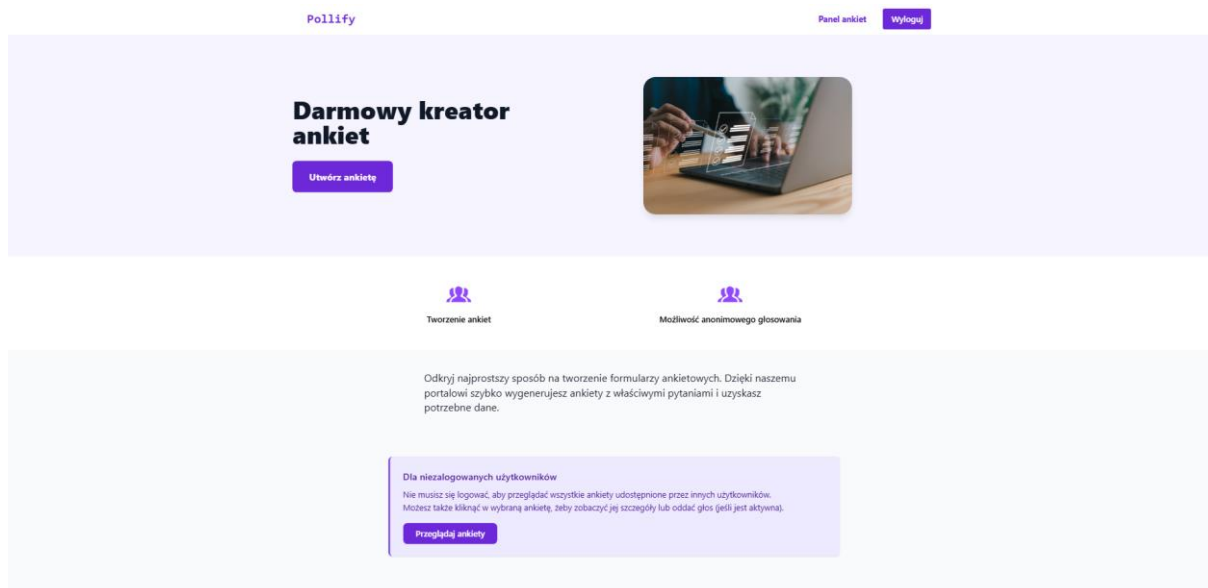 Pollify
Panel ankiet
Wyloguj
Darmowy kreator
ankiet
Utwórz ankietę
Tworzenie ankiet
Możliwość anonimowego głosowania
Odkryj najprostszy sposób na tworzenie formularzy ankietowych. Dzięki naszemu
portalowi szybko wygenerujesz ankiety z właściwymi pytaniami i uzyskasz
potrzebne dane.
Dla niezalogowanych użytkowników
Nie musisz się logować, aby przeglądać wszystkie ankiety udostępnione przez innych użytkowników.
Możesz także kliknąć w wybraną ankietę, żeby zobaczyć jej szczegóły lub oddać głos (jeśli jest aktywna).
Przeglądaj ankiety